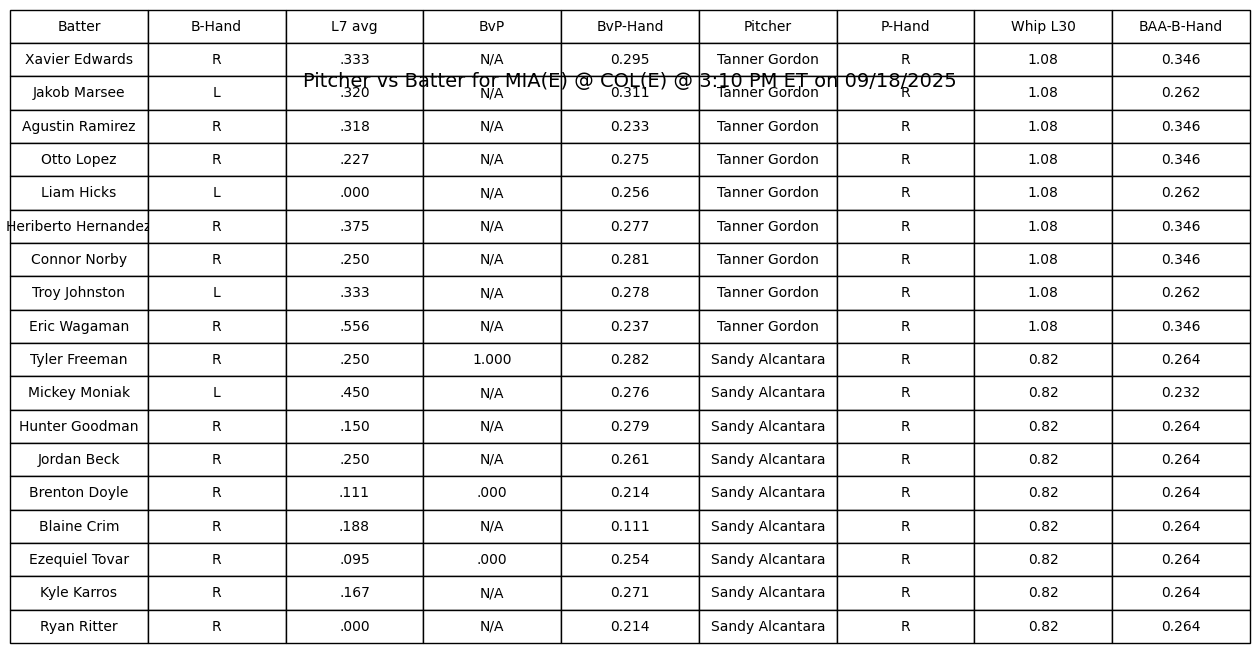 Batter B-Hand L7 avg BvP BvP-Hand Pitcher P-Hand Whip L30 BAA-B-Hand
Xavier Edwards R .333 N/A 0.295 Tanner Gordon R 1.08 0.346
Pitcher vs Batter for MIA(E) @ COL(E) @ 3:10 PM ET on 09/18/2025
Jakob Marsee L .320 N/A 0.311 Tanner Gordon R 1.08 0.262
Agustin Ramirez R .318 N/A 0.233 Tanner Gordon R 1.08 0.346
Otto Lopez R .227 N/A 0.275 Tanner Gordon R 1.08 0.346
Liam Hicks L .000 N/A 0.256 Tanner Gordon R 1.08 0.262
Heriberto Hernandez R .375 N/A 0.277 Tanner Gordon R 1.08 0.346
Connor Norby R .250 N/A 0.281 Tanner Gordon R 1.08 0.346
Troy Johnston L .333 N/A 0.278 Tanner Gordon R 1.08 0.262
Eric Wagaman R .556 N/A 0.237 Tanner Gordon R 1.08 0.346
Tyler Freeman R .250 1.000 0.282 Sandy Alcantara R 0.82 0.264
Mickey Moniak L .450 N/A 0.276 Sandy Alcantara R 0.82 0.232
Hunter Goodman R .150 N/A 0.279 Sandy Alcantara R 0.82 0.264
Jordan Beck R .250 N/A 0.261 Sandy Alcantara R 0.82 0.264
Brenton Doyle R .111 .000 0.214 Sandy Alcantara R 0.82 0.264
Blaine Crim R .188 N/A 0.111 Sandy Alcantara R 0.82 0.264
Ezequiel Tovar R .095 .000 0.254 Sandy Alcantara R 0.82 0.264
Kyle Karros R .167 N/A 0.271 Sandy Alcantara R 0.82 0.264
Ryan Ritter R .000 N/A 0.214 Sandy Alcantara R 0.82 0.264